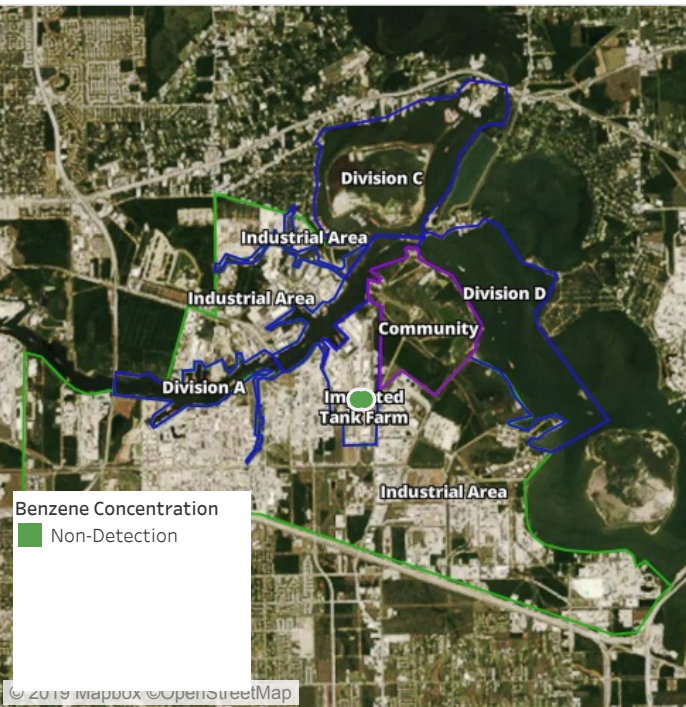 Division C
Industrial Area
Division D
Industrial Area
Community
Division A
Tank Farm
Industrial Area
Benzene Concentration
Non-Detection
© 2019 Mapbox ©OpenStreetMap